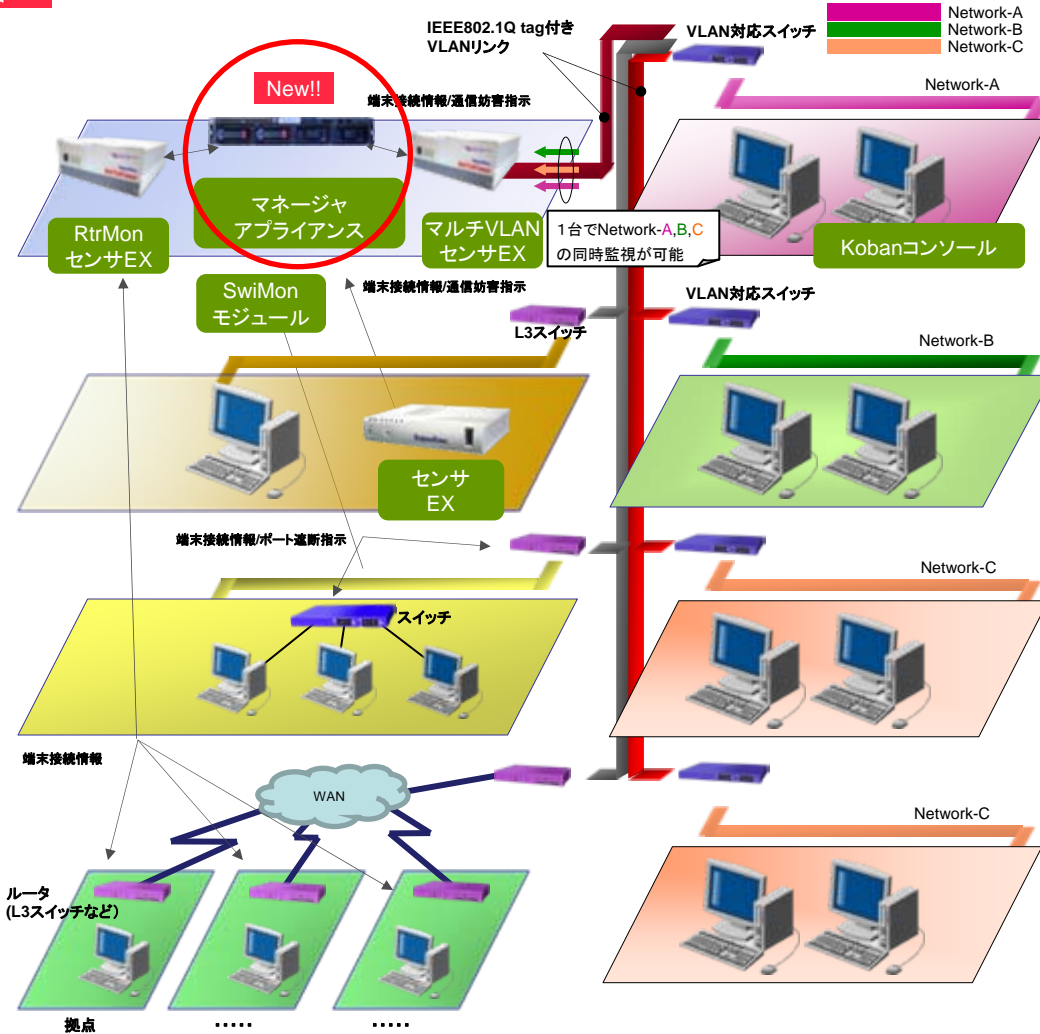 IEEE802.1Q tag付き
VLANリンク
VLAN対応スイッチ
Network-A
Network-B
Network-C
New!!
端末接続情報/通信妨害指示
Network-A
マネージャ
アプライアンス
RtrMon
センサEX
マルチVLAN
センサEX
1台でNetwork-A,B,C
の同時監視が可能
Kobanコンソール
SwiMon
モジュール
端末接続情報/通信妨害指示
VLAN対応スイッチ
L3スイッチ
Network-B
センサ
EX
端末接続情報/ポート遮断指示
Network-C
スイッチ
端末接続情報
WAN
Network-C
ルータ
(L3スイッチなど)
拠点
・・・・・
・・・・・